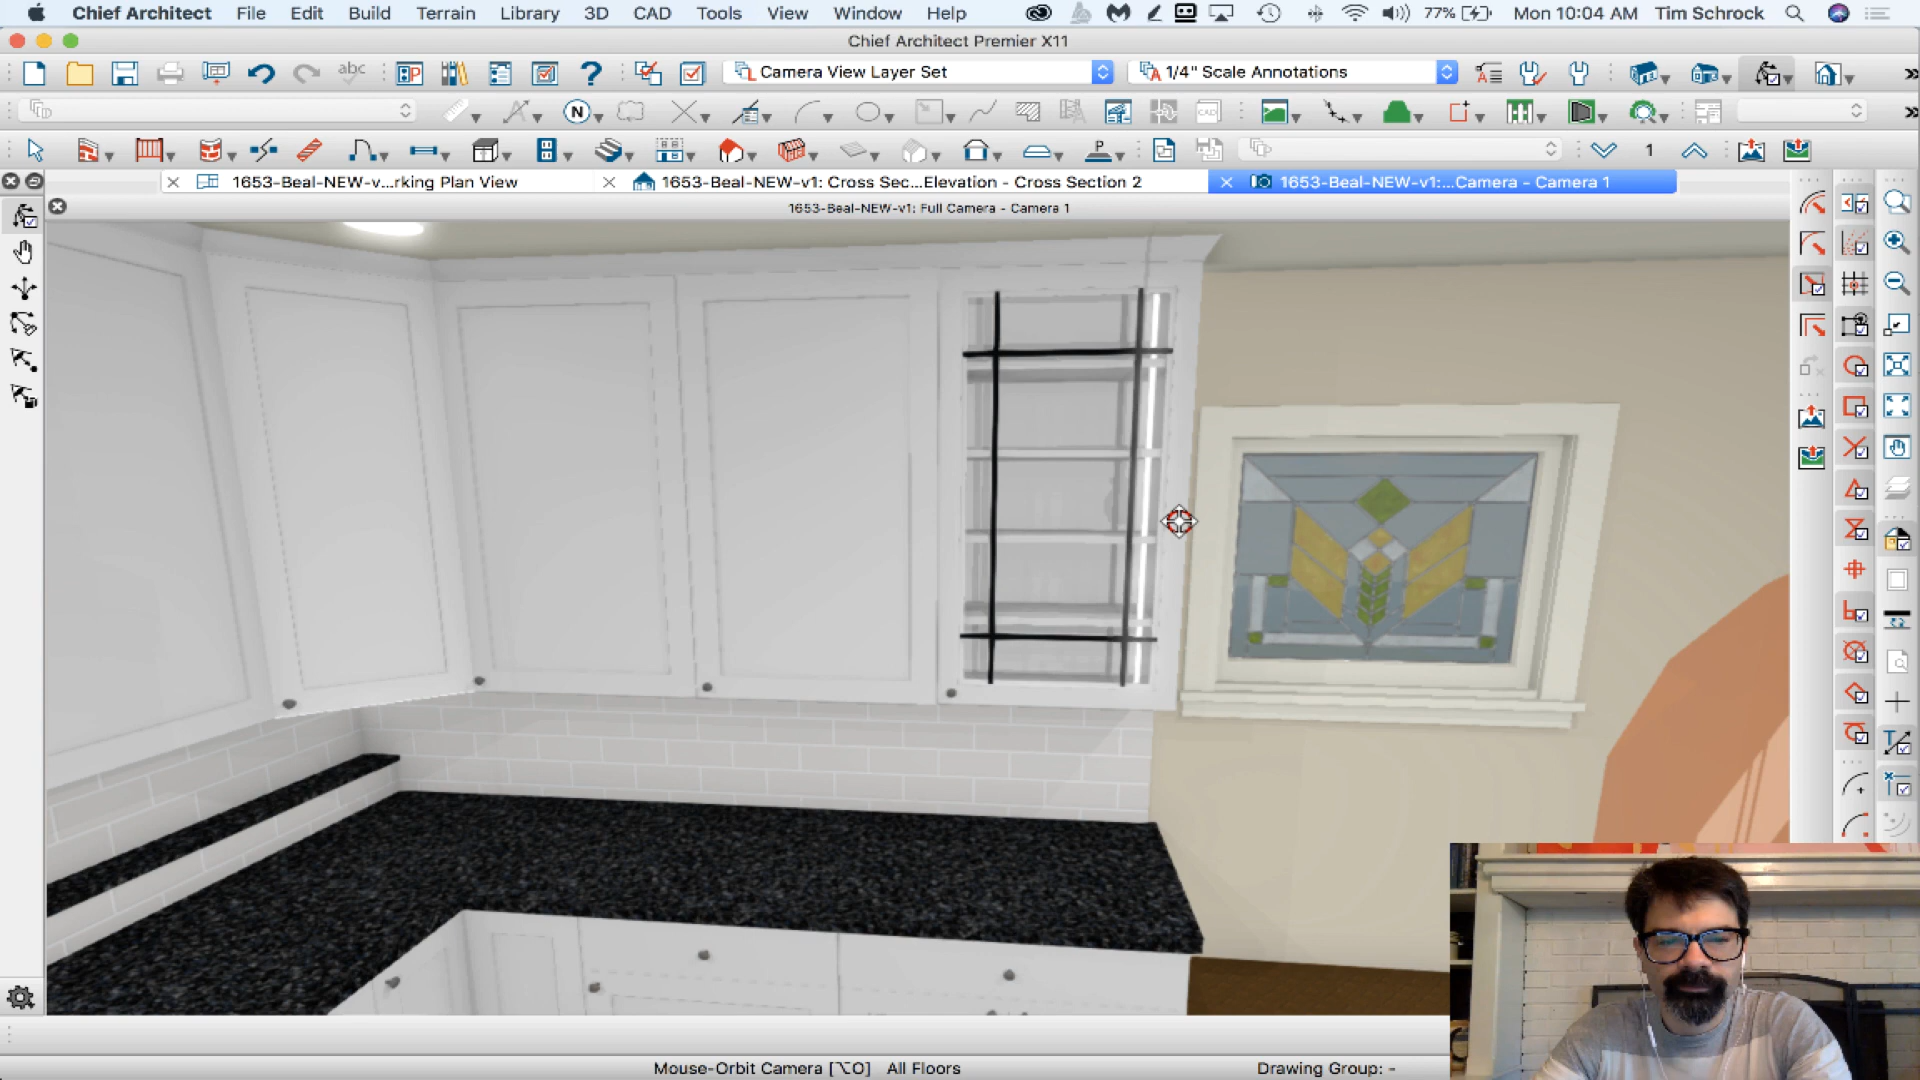 Chief Architect File Edit Build Terrain Library 3D CAD Tools View Window Help 77% Mon 10:04 AM Tim Schrock
Chief Architect Premier X11
abc Camera View Layer Set 1/4" Scale Annotations
N CAD
P 1
1653-Beal-NEW-v...rking Plan View 1653-Beal-NEW-v1: Cross Sec...Elevation - Cross Section 2 1653-Beal-NEW-v1:...Camera - Camera 1
1653-Beal-NEW-v1: Full Camera - Camera 1
Mouse-Orbit Camera [⌥O] All Floors Drawing Group: -